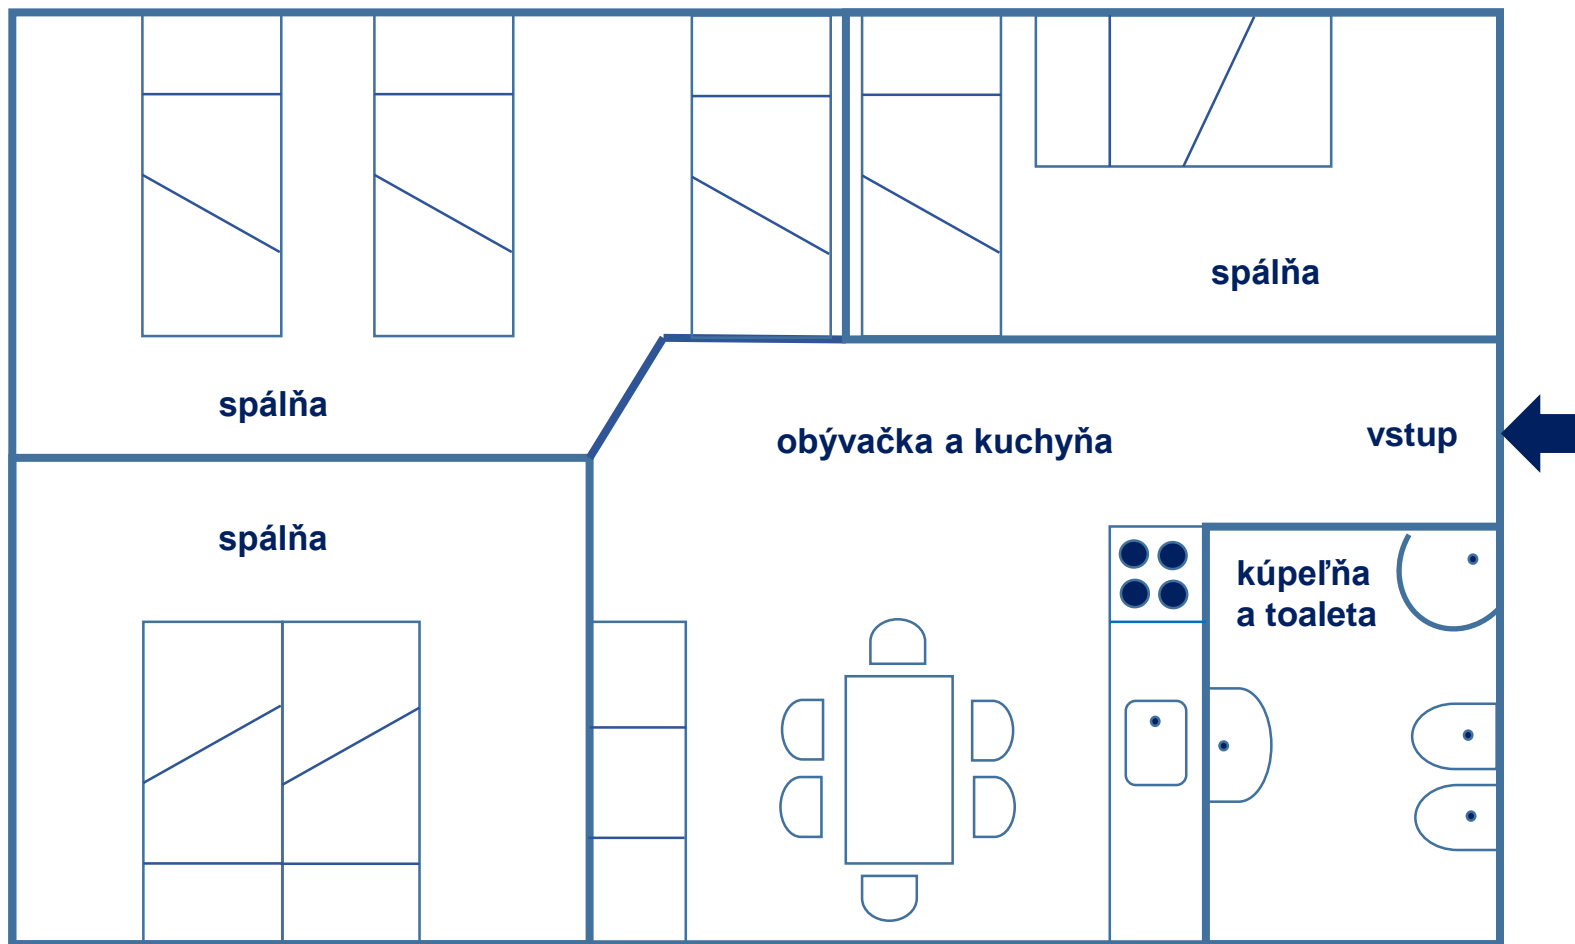 spálňa
spálňa
obývačka a kuchyňa
vstup
spálňa
kúpeľňa
a toaleta